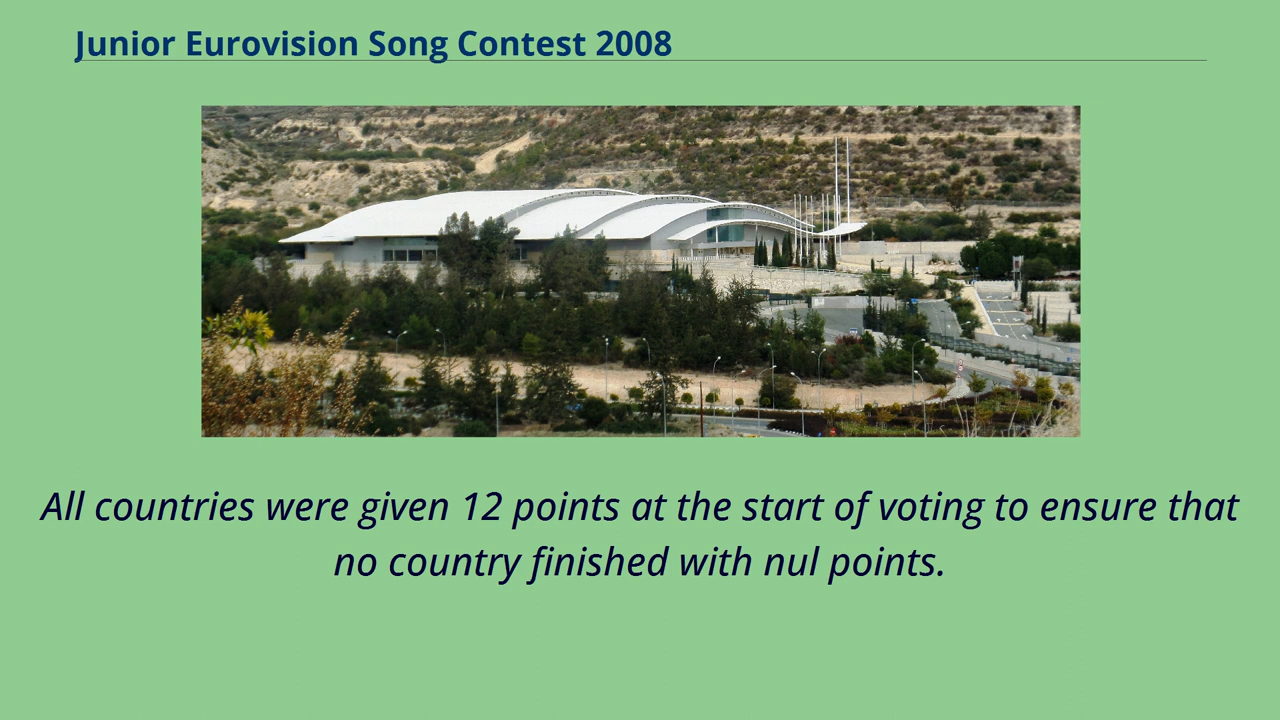 Junior Eurovision Song Contest 2008
All countries were given 12 points at the start of voting to ensure that
no country finished with nul points.